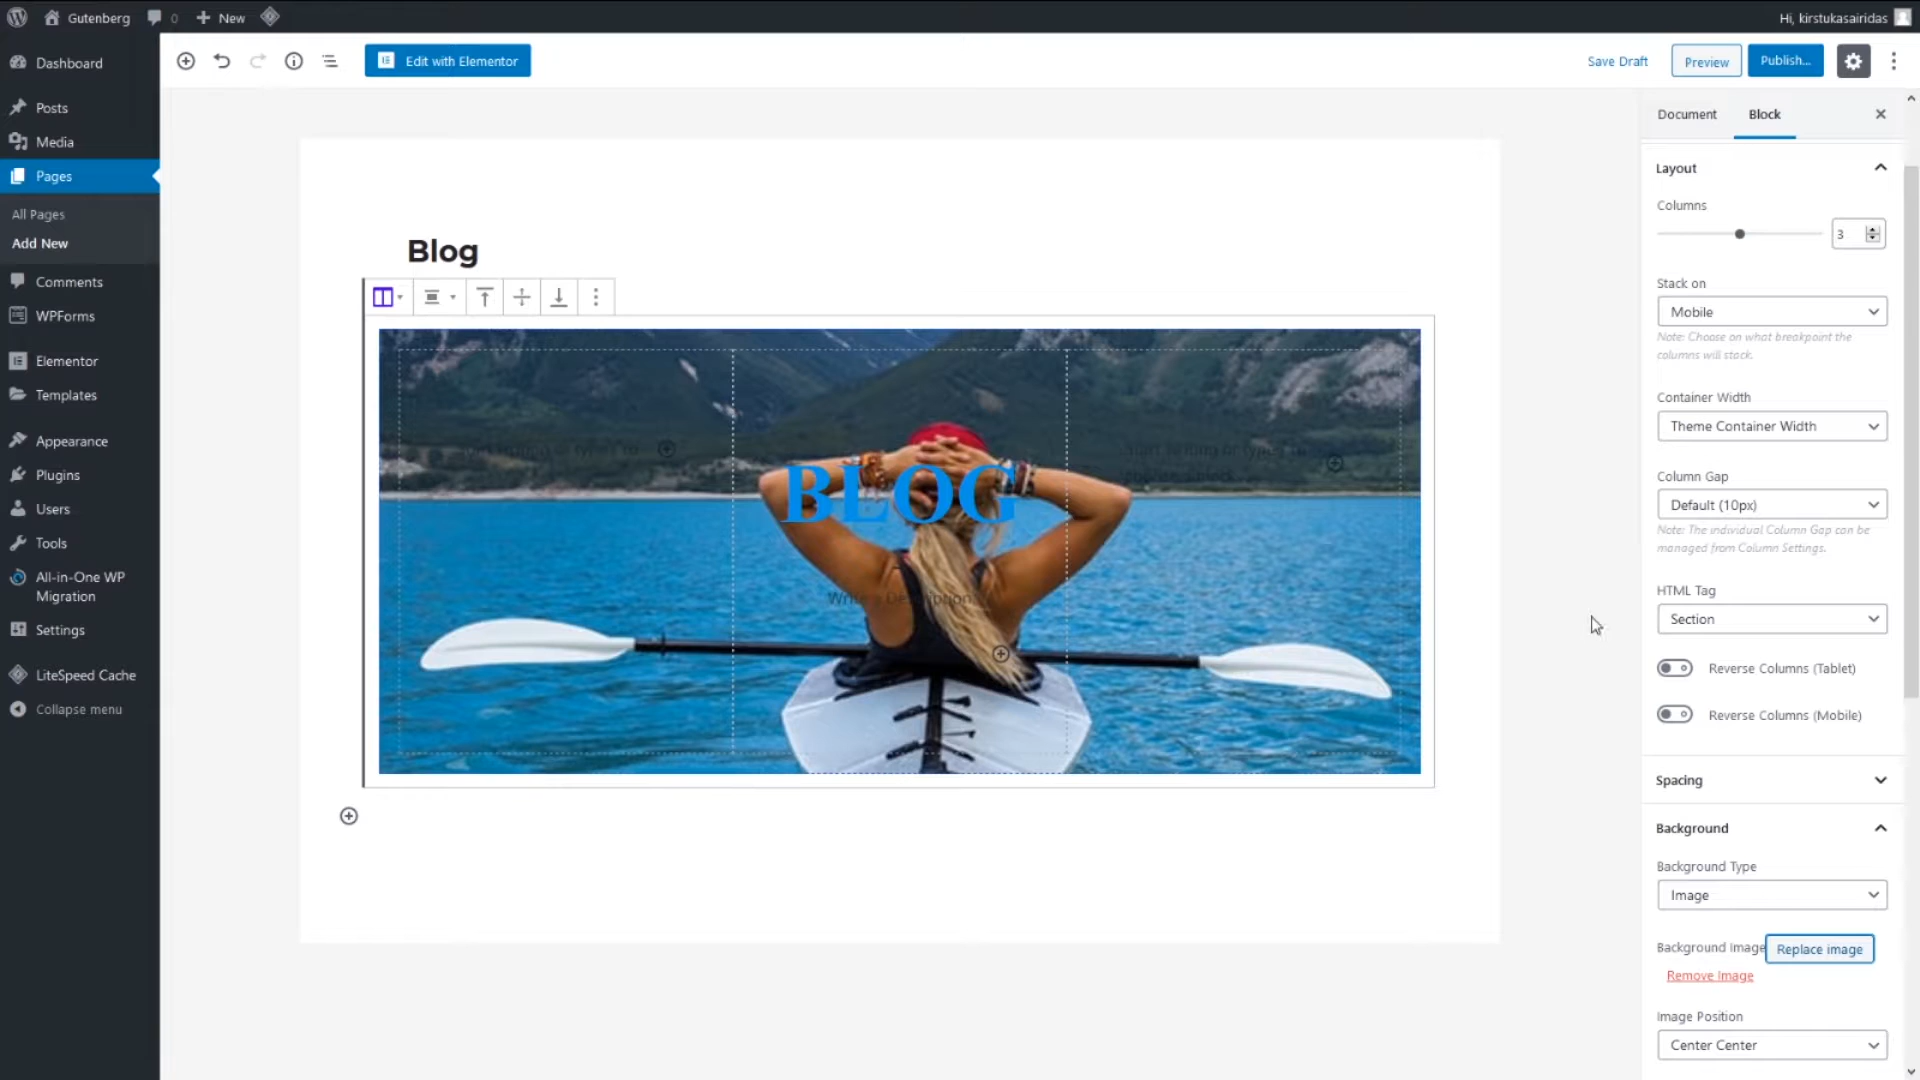 Gutenberg
0
New
Hi, kirstukasairidas
Dashboard
Posts
Media
Pages
All Pages
Add New
Comments
WPForms
Elementor
Templates
Appearance
Plugins
Users
Tools
All-in-One WP
Migration
Settings
LiteSpeed Cache
Collapse menu
Edit with Elementor
Save Draft
Preview
Publish...
Blog
BLOG
Write a Description
Document
Block
Layout
Columns
3
Stack on
Mobile
Note: Choose on what breakpoint the
columns will stack.
Container Width
Theme Container Width
Column Gap
Default (10px)
Note: The individual Column Gap can be
managed from Column Settings.
HTML Tag
Section
Reverse Columns (Tablet)
Reverse Columns (Mobile)
Spacing
Background
Background Type
Image
Background Image
Replace image
Remove Image
Image Position
Center Center